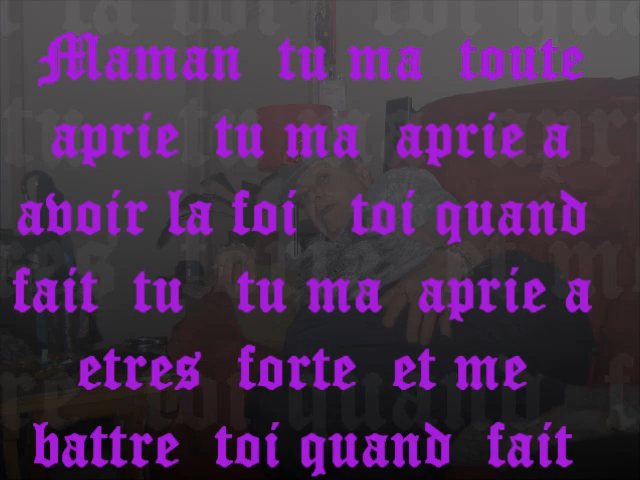 Maman tu ma toute
aprie tu ma aprie a
avoir la foi toi quand
fait tu tu ma aprie a
etres forte et me
battre toi quand fait